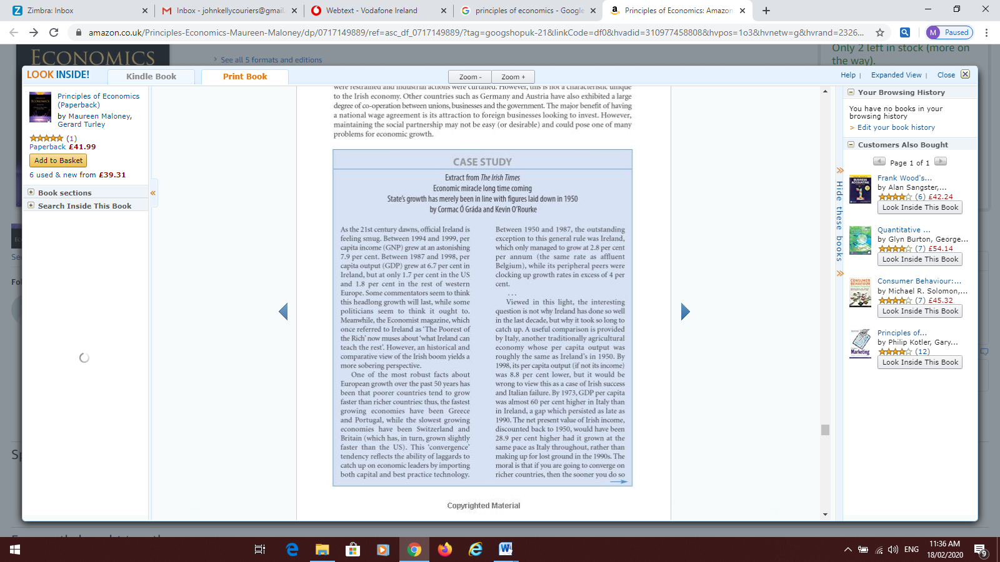 Zimbra: Inbox
Inbox - johnkellycouriers@gmail.
Webtext - Vodafone Ireland
principles of economics - Google
Principles of Economics: Amazon
amazon.co.uk/Principles-Economics-Maureen-Maloney/dp/0717149889/ref=asc_df_0717149889/?tag=googshopuk-21&linkCode=df0&hvadid=310977458808&hvpos=1o3&hvnetw=g&hvrand=2326...
M Paused
ECONOMICS
See all 5 formats and editions
Only 2 left in stock (more on
the way).
LOOK INSIDE!
Kindle Book
Print Book
Zoom -
Zoom +
Help |
Expanded View |
Close
Principles of Economics
(Paperback)
by Maureen Maloney,
Gerard Turley
(1)
Paperback £41.99
Add to Basket
6 used & new from £39.31
Book sections
Search Inside This Book
were restrained and industrial actions were curtailed. However, this is not a characteristic unique
to the Irish economy. Other countries such as Germany and Austria have also exhibited a large
degree of co-operation between unions, businesses and the government. The major benefit of having
a national wage agreement is its attraction to foreign businesses looking to invest. However,
maintaining the social partnership may not be easy (or desirable) and could pose one of many
problems for economic growth.
CASE STUDY
Extract from The Irish Times
Economic miracle long time coming
State's growth has merely been in line with figures laid down in 1950
by Cormac Ó Gráda and Kevin O'Rourke
As the 21st century dawns, official Ireland is
feeling smug. Between 1994 and 1999, per
capita income (GNP) grew at an astonishing
7.9 per cent. Between 1987 and 1998, per
capita output (GDP) grew at 6.7 per cent in
Ireland, but at only 1.7 per cent in the US
and 1.8 per cent in the rest of western
Europe. Some commentators seem to think
this headlong growth will last, while some
politicians seem to think it ought to.
Meanwhile, the Economist magazine, which
once referred to Ireland as 'The Poorest of
the Rich' now muses about 'what Ireland can
teach the rest'. However, an historical and
comparative view of the Irish boom yields a
more sobering perspective.
One of the most robust facts about
European growth over the past 50 years has
been that poorer countries tend to grow
faster than richer countries: thus, the fastest
growing economies have been Greece
and Portugal, while the slowest growing
economies have been Switzerland and
Britain (which has, in turn, grown slightly
faster than the US). This 'convergence'
tendency reflects the ability of laggards to
catch up on economic leaders by importing
both capital and best practice technology.
Between 1950 and 1987, the outstanding
exception to this general rule was Ireland,
which only managed to grow at 2.8 per cent
per annum (the same rate as affluent
Belgium), while its peripheral peers were
clocking up growth rates in excess of 4 per
cent.
...
Viewed in this light, the interesting
question is not why Ireland has done so well
in the last decade, but why it took so long to
catch up. A useful comparison is provided
by Italy, another traditionally agricultural
economy whose per capita output was
roughly the same as Ireland's in 1950. By
1998, its per capita output (if not its income)
was 8.8 per cent lower, but it would be
wrong to view this as a case of Irish success
and Italian failure. By 1973, GDP per capita
was almost 60 per cent higher in Italy than
in Ireland, a gap which persisted as late as
1990. The net present value of Irish income,
discounted back to 1950, would have been
28.9 per cent higher had it grown at the
same pace as Italy throughout, rather than
making up for lost ground in the 1990s. The
moral is that if you are going to converge on
richer countries, then the sooner you do so
Copyrighted Material
Hide these books
Your Browsing History
You have no books in your
browsing history
> Edit your book history
Customers Also Bought
Page 1 of 1
Frank Wood's...
by Alan Sangster,...
(6) £42.24
Look Inside This Book
Quantitative ...
by Glyn Burton, George...
(7) £54.14
Look Inside This Book
Consumer Behaviour:...
by Michael R. Solomon,...
(7) £45.32
Look Inside This Book
Principles of...
by Philip Kotler, Gary...
(12)
Look Inside This Book
ENG
11:36 AM
18/02/2020
9